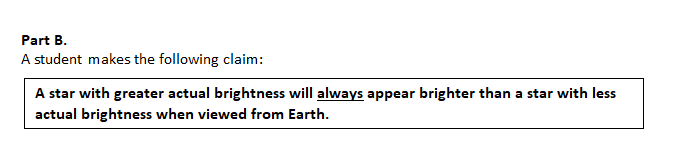 Part B.
A student makes the following claim:
A star with greater actual brightness will always appear brighter than a star with less
actual brightness when viewed from Earth.